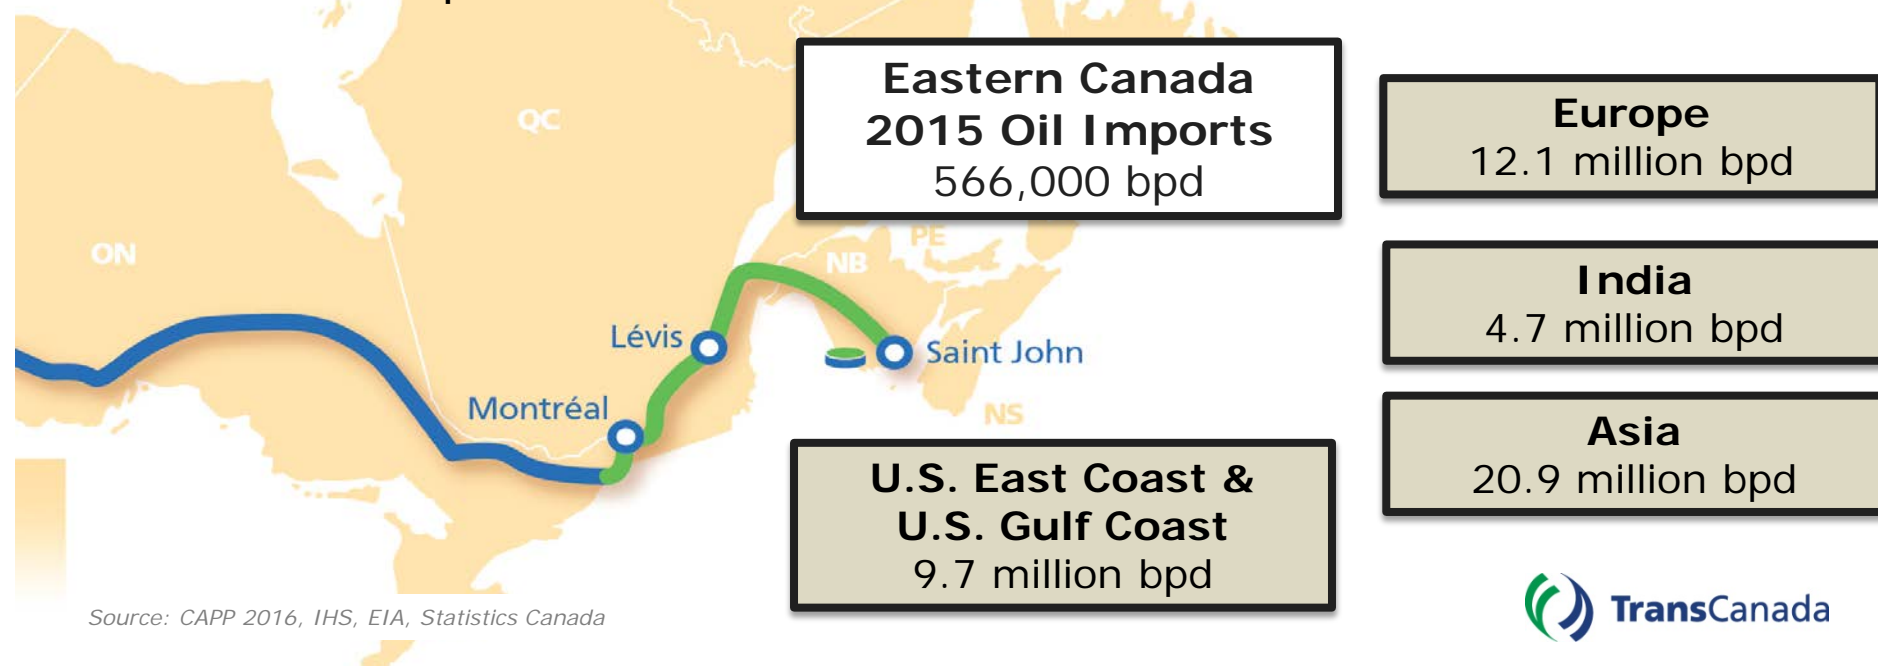 Eastern Canada
2015 Oil Imports
566,000 bpd
Europe
12.1 million bpd
QC
ON
PE
NB
India
4.7 million bpd
Lévis
Saint John
Montréal
NS
Asia
20.9 million bpd
U.S. East Coast &
U.S. Gulf Coast
9.7 million bpd
Source: CAPP 2016, IHS, EIA, Statistics Canada
TransCanada